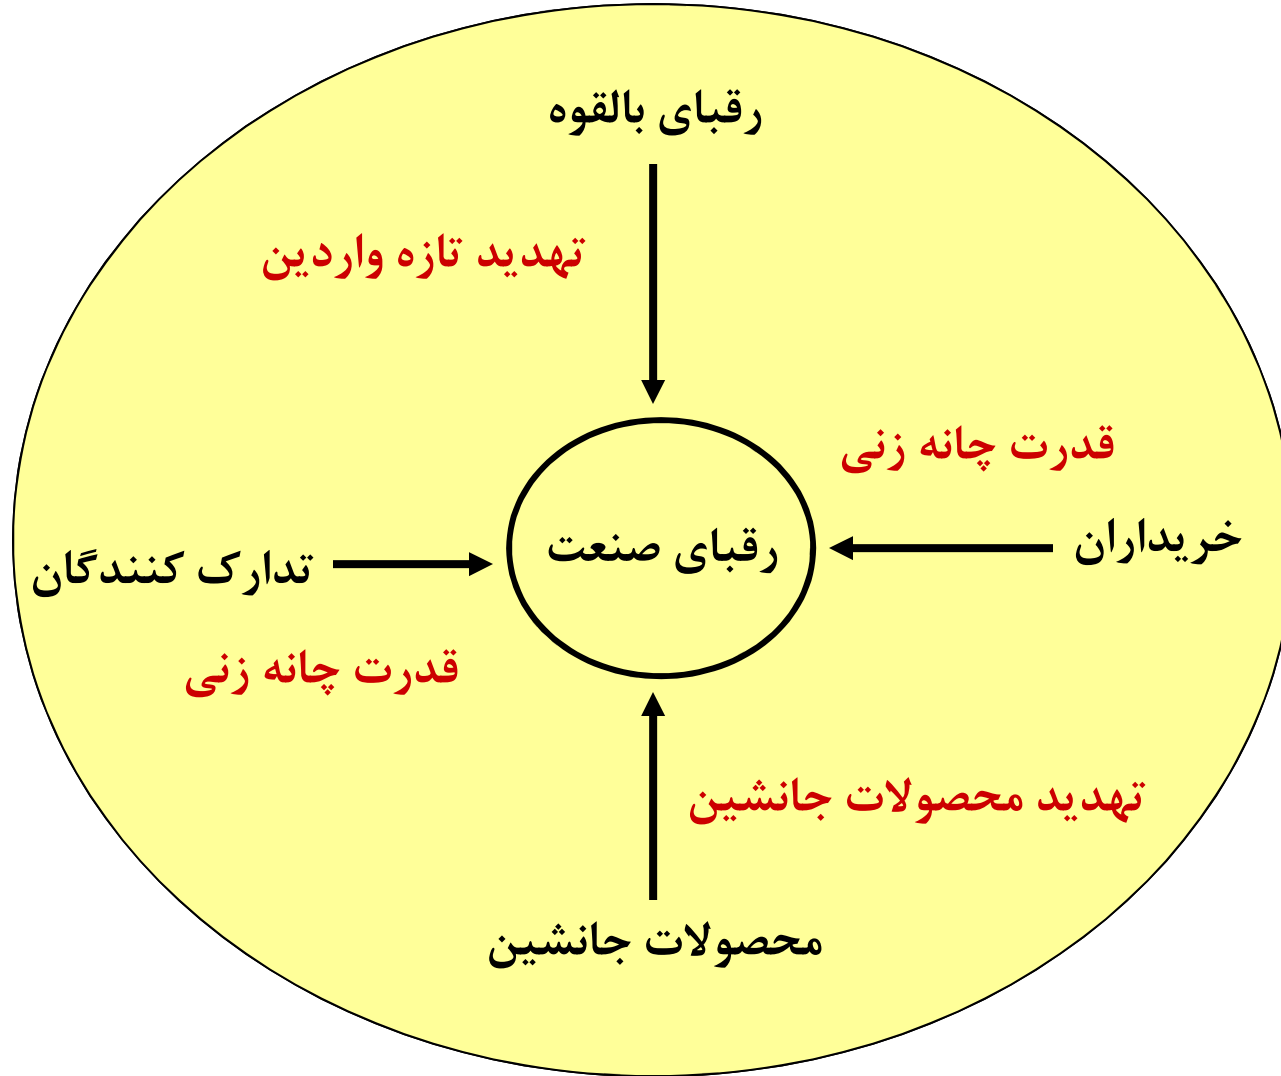 رقبای بالقوه
تهدید تازه واردین
قدرت چانه زنی
خریداران
رقبای صنعت
تدارک کنندگان
قدرت چانه زنی
تهدید محصولات جانشین
محصولات جانشین